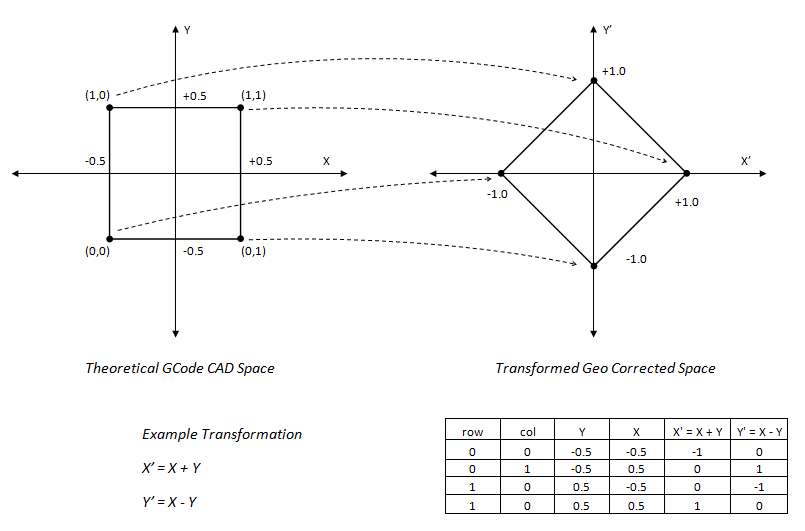 Y
Y′
+1.0
(1,0)
+0.5
(1,1)
-0.5
+0.5
X
X′
-1.0
+1.0
(0,0)
-0.5
(0,1)
-1.0
Theoretical GCode CAD Space
Transformed Geo Corrected Space
Example Transformation
X′ = X + Y
Y′ = X - Y
row col Y X X' = X + Y Y' = X - Y
0 0 -0.5 -0.5 -1 0
0 1 -0.5 0.5 0 1
1 0 0.5 -0.5 0 -1
1 0 0.5 0.5 1 0